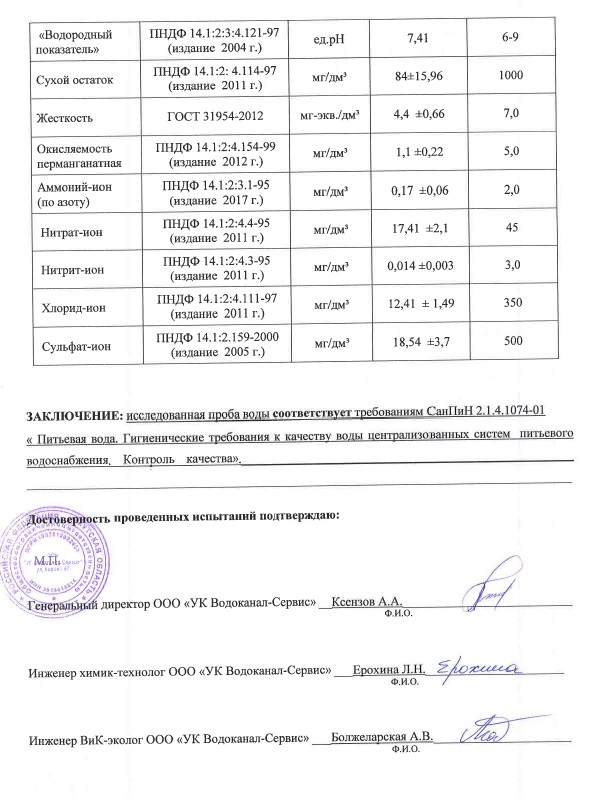 «Водородный показатель» ПНДФ 14.1:2:3:4.121-97 (издание 2004 г.) ед.pH 7,41 6-9
Сухой остаток ПНДФ 14.1:2: 4.114-97 (издание 2011 г.) мг/дм³ 84±15,96 1000
Жесткость ГОСТ 31954-2012 мг-экв./дм³ 4,4 ±0,66 7,0
Окисляемость перманганатная ПНДФ 14.1:2:4.154-99 (издание 2012 г.) мг/дм³ 1,1 ±0,22 5,0
Аммоний-ион (по азоту) ПНДФ 14.1:2:3.1-95 (издание 2017 г.) мг/дм³ 0,17 ±0,06 2,0
Нитрат-ион ПНДФ 14.1:2:4.4-95 (издание 2011 г.) мг/дм³ 17,41 ±2,1 45
Нитрит-ион ПНДФ 14.1:2:4.3-95 (издание 2011 г.) мг/дм³ 0,014 ±0,003 3,0
Хлорид-ион ПНДФ 14.1:2:4.111-97 (издание 2011 г.) мг/дм³ 12,41 ± 1,49 350
Сульфат-ион ПНДФ 14.1:2.159-2000 (издание 2005 г.) мг/дм³ 18,54 ±3,7 500
ЗАКЛЮЧЕНИЕ: исследованная проба воды соответствует требованиям СанПиН 2.1.4.1074-01
« Питьевая вода. Гигиенические требования к качеству воды централизованных систем питьевого
водоснабжения. Контроль качества».
Достоверность проведенных испытаний подтверждаю:
М.П.
Генеральный директор ООО «УК Водоканал-Сервис» Ксензов А.А.
Ф.И.О.
Инженер химик-технолог ООО «УК Водоканал-Сервис» Ерохина Л.Н. Ерохина
Ф.И.О.
Инженер ВиК-эколог ООО «УК Водоканал-Сервис» Болжеларская А.В.
Ф.И.О.